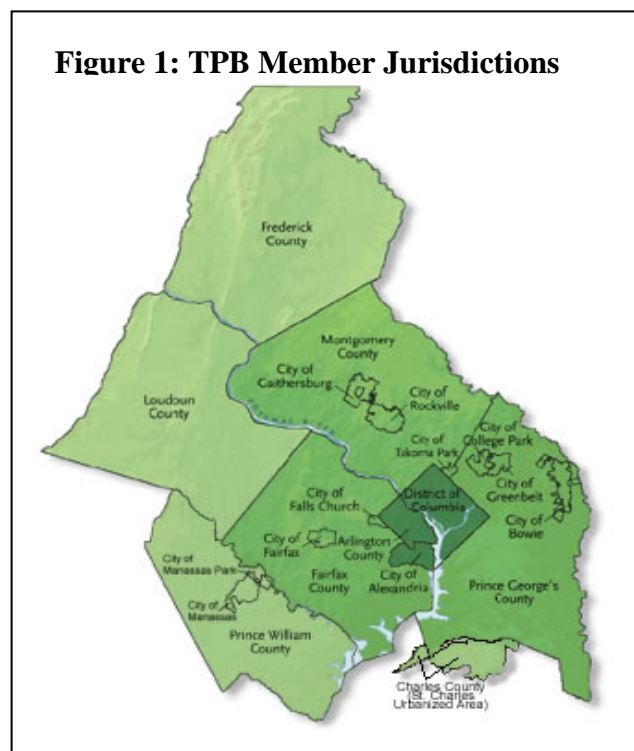 Figure 1: TPB Member Jurisdictions
Frederick
County
Montgomery
County
City of
Gaithersburg
City of
Rockville
Loudoun
County
City of
College Park
City of
Takoma Park
City of
Greenbelt
District of
Columbia
City of
Falls Church
City of
Bowie
City of
Fairfax
Arlington
County
City of
Manassas Park
Fairfax
County
City of
Alexandria
Prince George's
County
City of
Manassas
Prince William
County
Charles County
(St. Charles
Urbanized Area)